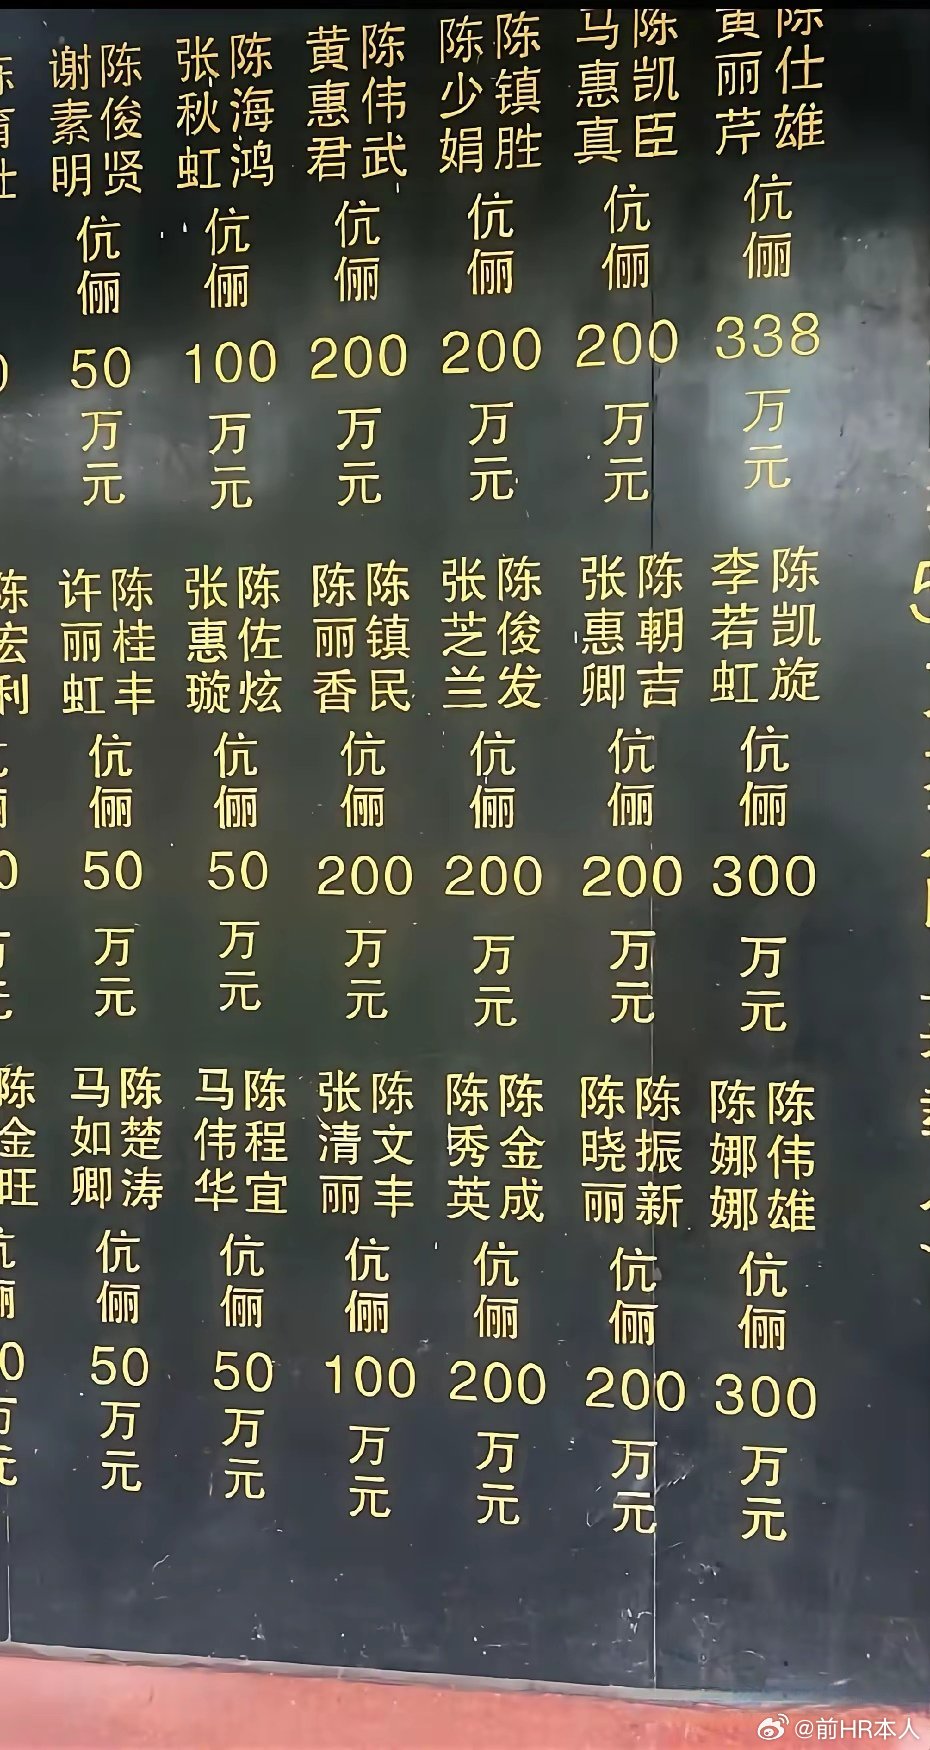 陈仕雄
黄丽芹
伉俪
338
万元
陈凯臣
马惠真
伉俪
200
万元
陈镇胜
陈少娟
伉俪
200
万元
陈伟武
黄惠君
伉俪
200
万元
陈海鸿
张秋虹
伉俪
100
万元
陈俊贤
谢素明
伉俪
50
万元
陈凯旋
李若虹
伉俪
300
万元
陈朝吉
张惠卿
伉俪
200
万元
陈俊发
张芝兰
伉俪
200
万元
陈镇民
陈丽香
伉俪
200
万元
陈佐炫
张惠璇
伉俪
50
万元
陈桂丰
许丽虹
伉俪
50
万元
陈宏利
陈伟雄
陈娜娜
伉俪
300
万元
陈振新
陈晓丽
伉俪
200
万元
陈金成
陈秀英
伉俪
200
万元
陈文丰
张清丽
伉俪
100
万元
陈程宜
马伟华
伉俪
50
万元
陈楚涛
马如卿
伉俪
50
万元
陈金旺
伉俪
万元
@前HR本人